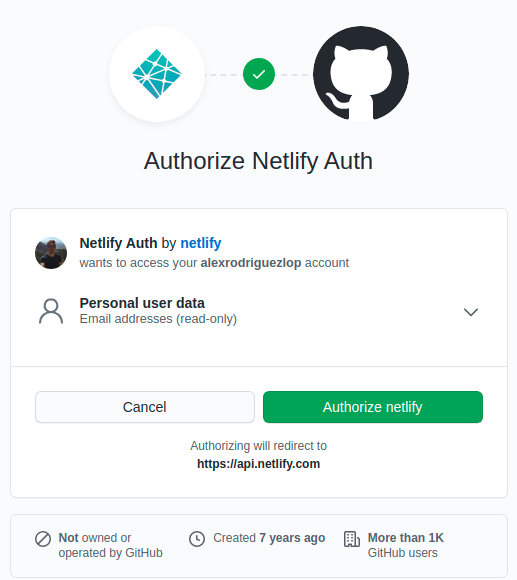 Authorize Netlify Auth
Netlify Auth by netlify
wants to access your alexrodriguezlop account
Personal user data
Email addresses (read-only)
Cancel
Authorize netlify
Authorizing will redirect to
https://api.netlify.com
Not owned or
operated by GitHub
Created 7 years ago
More than 1K
GitHub users